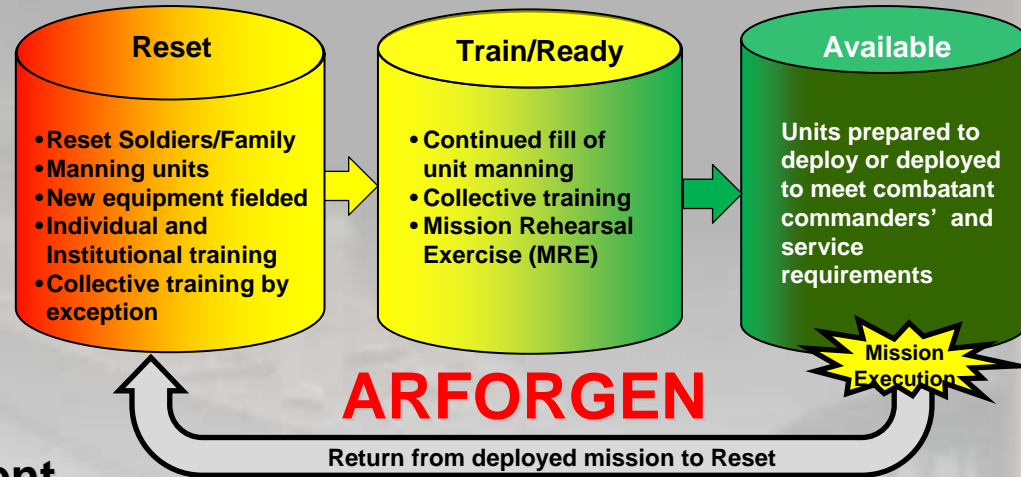 Reset
•Reset Soldiers/Family
•Manning units
•New equipment fielded
•Individual and
Institutional training
•Collective training by
exception
Train/Ready
•Continued fill of
unit manning
•Collective training
•Mission Rehearsal
Exercise (MRE)
Available
Units prepared to
deploy or deployed
to meet combatant
commanders’ and
service
requirements
Mission
Execution
ARFORGEN
Return from deployed mission to Reset